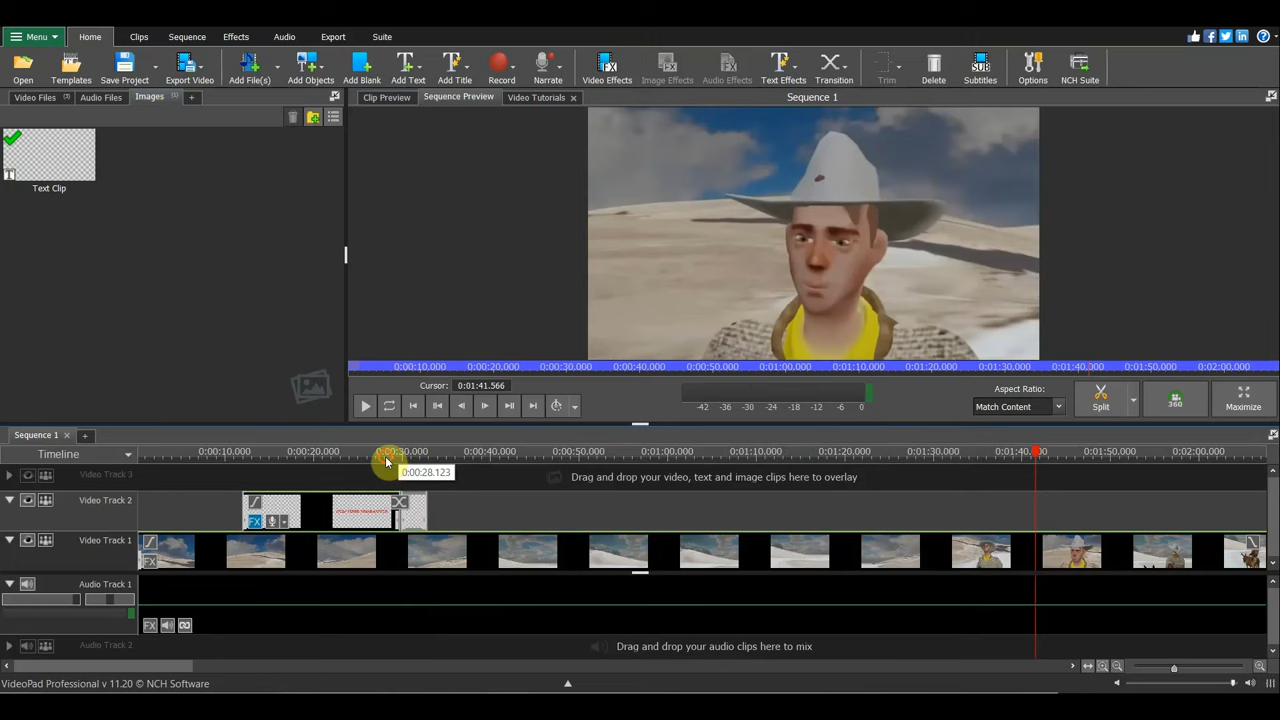 Menu Home Clips Sequence Effects Audio Export Suite
Open Templates Save Project Export Video Add File(s) Add Objects Add Blank Add Text Add Title Record Narrate Video Effects Image Effects Audio Effects Text Effects Transition Trim Delete Subtitles Options NCH Suite
Video Files (3) Audio Files Images (1) +
Clip Preview Sequence Preview Video Tutorials
Sequence 1
Text Clip
0:00:10.000 0:00:20.000 0:00:30.000 0:00:40.000 0:00:50.000 0:01:00.000 0:01:10.000 0:01:20.000 0:01:30.000 0:01:40.000 0:01:50.000 0:02:00.000
Cursor: 0:01:41.566
-42 -36 -30 -24 -18 -12 -6 0
Aspect Ratio:
Match Content
Split
360
Maximize
Sequence 1 +
Timeline
0:00:10.000 0:00:20.000 0:00:30.000 0:00:40.000 0:00:50.000 0:01:00.000 0:01:10.000 0:01:20.000 0:01:30.000 0:01:50.000 0:02:00.000
0:00:28.123
Video Track 3 Drag and drop your video, text and image clips here to overlay
Video Track 2
FX
Video Track 1
FX
Audio Track 1
FX
Audio Track 2 Drag and drop your audio clips here to mix
VideoPad Professional v 11.20 © NCH Software